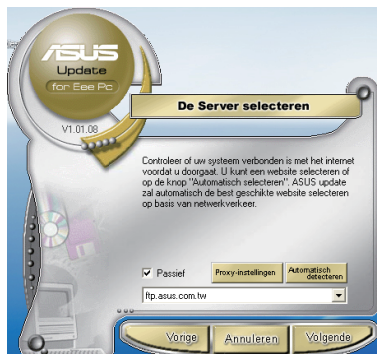 ASUS
Update
for Eee Pc
V1.01.08
De Server selecteren
Controleer of uw systeem verbonden is met het internet
voordat u doorgaat. U kunt een website selecteren of
op de knop "Automatisch selecteren". ASUS update
zal automatisch de best geschikte website selecteren
op basis van netwerkverkeer.
Passief
Proxy-instellingen
Automatisch
detecteren
ftp.asus.com.tw
Vorige
Annuleren
Volgende